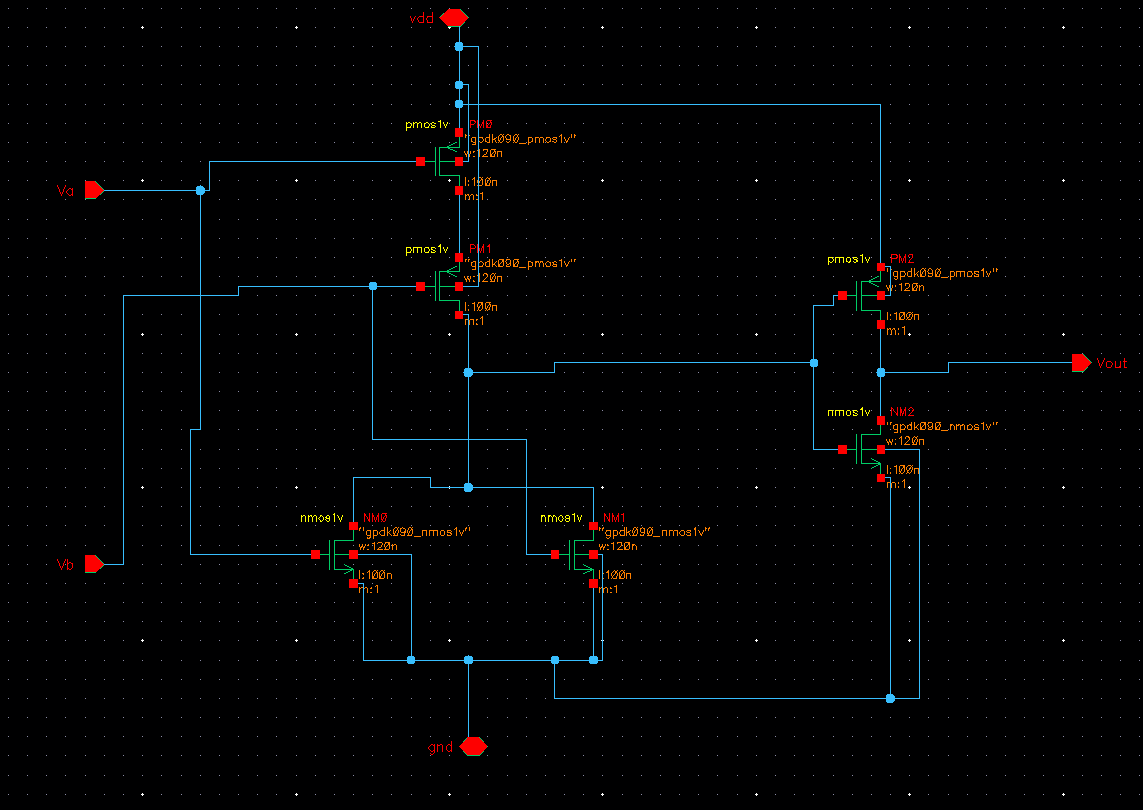 vdd
pmos1v PM0
"gpdk090_pmos1v"
w:120n
l:100n
m:1
Va
pmos1v PM1
"gpdk090_pmos1v"
w:120n
l:100n
m:1
pmos1v PM2
"gpdk090_pmos1v"
w:120n
l:100n
m:1
Vout
nmos1v NM2
"gpdk090_nmos1v"
w:120n
l:100n
m:1
nmos1v NM0
"gpdk090_nmos1v"
w:120n
l:100n
m:1
nmos1v NM1
"gpdk090_nmos1v"
w:120n
l:100n
m:1
Vb
gnd